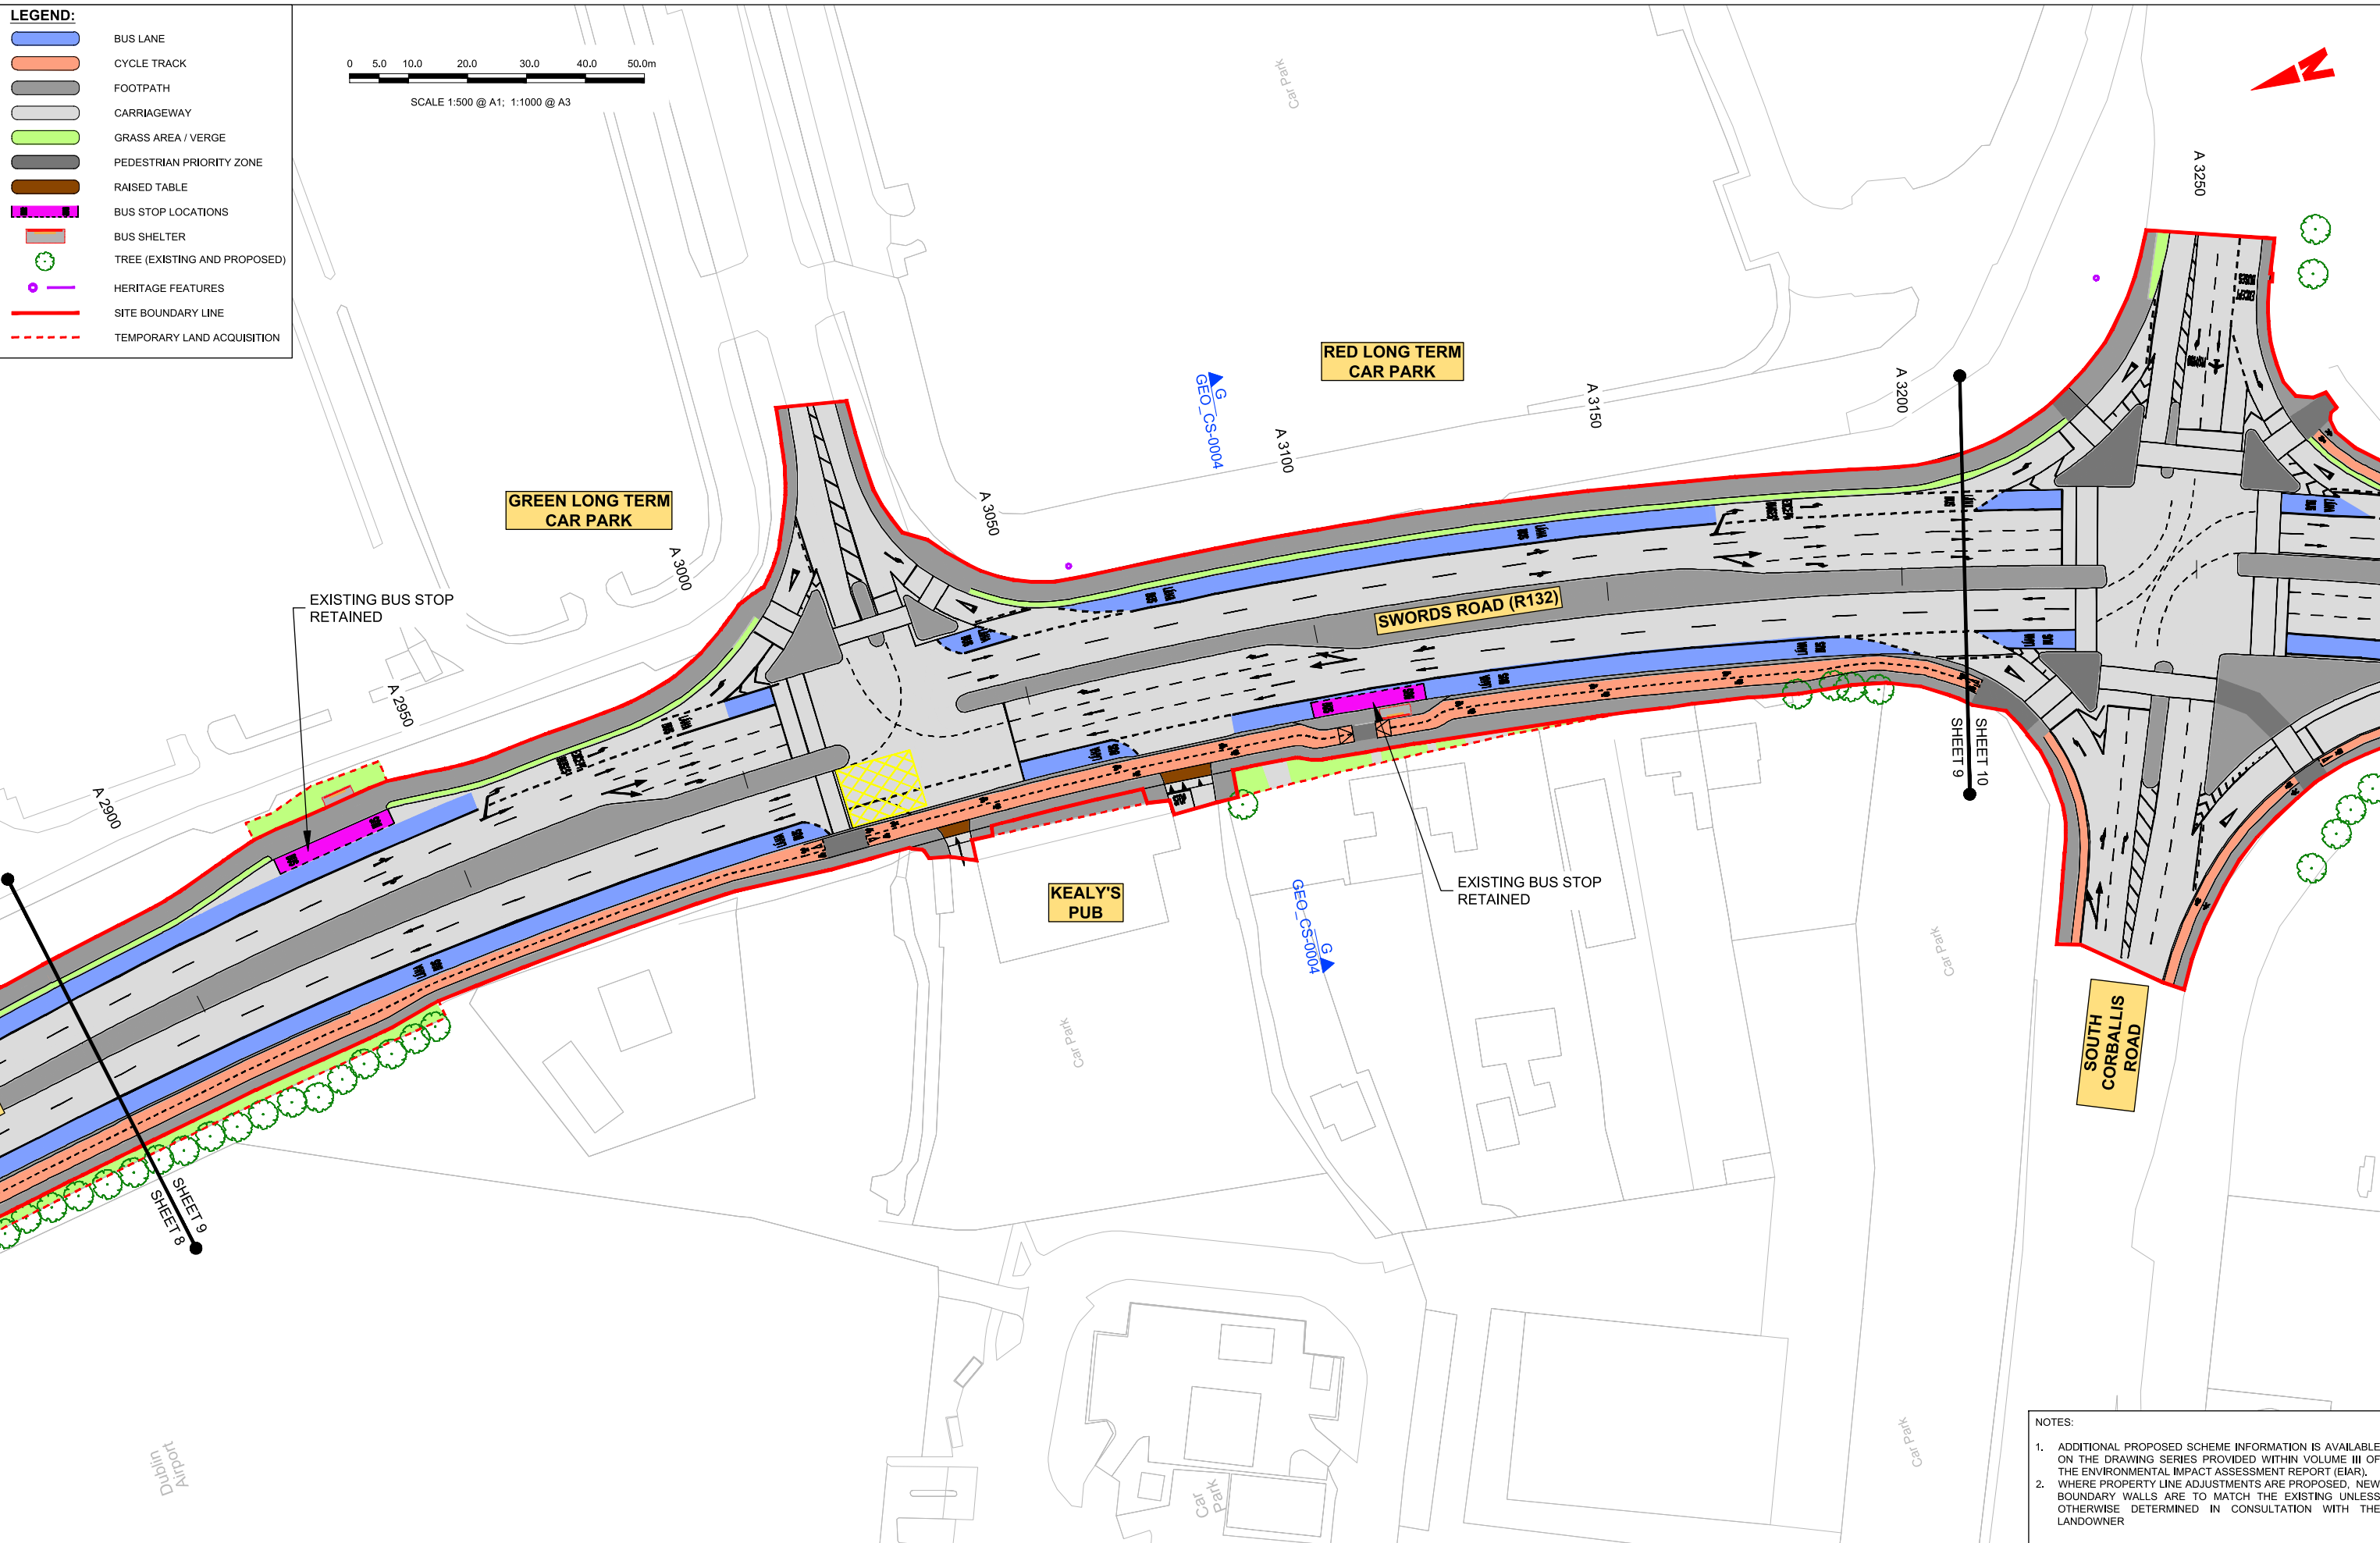 LEGEND:
BUS LANE
CYCLE TRACK
FOOTPATH
CARRIAGEWAY
GRASS AREA / VERGE
PEDESTRIAN PRIORITY ZONE
RAISED TABLE
BUS STOP LOCATIONS
BUS SHELTER
TREE (EXISTING AND PROPOSED)
HERITAGE FEATURES
SITE BOUNDARY LINE
TEMPORARY LAND ACQUISITION
0 5.0 10.0 20.0 30.0 40.0 50.0m
SCALE 1:500 @ A1; 1:1000 @ A3
Car Park
N
A 3250
RED LONG TERM
CAR PARK
G
GEO_CS-0004
A 3200
A 3150
A 3100
A 3050
GREEN LONG TERM
CAR PARK
A 3000
EXISTING BUS STOP
RETAINED
A 2950
A 2900
SWORDS ROAD (R132)
SHEET 9
SHEET 10
KEALY'S
PUB
G
GEO_CS-0004
EXISTING BUS STOP
RETAINED
Car Park
Car Park
SOUTH
CORBALLIS
ROAD
SHEET 9
SHEET 8
Dublin
Airport
Car
Park
Car Park
NOTES:
1. ADDITIONAL PROPOSED SCHEME INFORMATION IS AVAILABLE
ON THE DRAWING SERIES PROVIDED WITHIN VOLUME III OF
THE ENVIRONMENTAL IMPACT ASSESSMENT REPORT (EIAR).
2. WHERE PROPERTY LINE ADJUSTMENTS ARE PROPOSED, NEW
BOUNDARY WALLS ARE TO MATCH THE EXISTING UNLESS
OTHERWISE DETERMINED IN CONSULTATION WITH THE
LANDOWNER